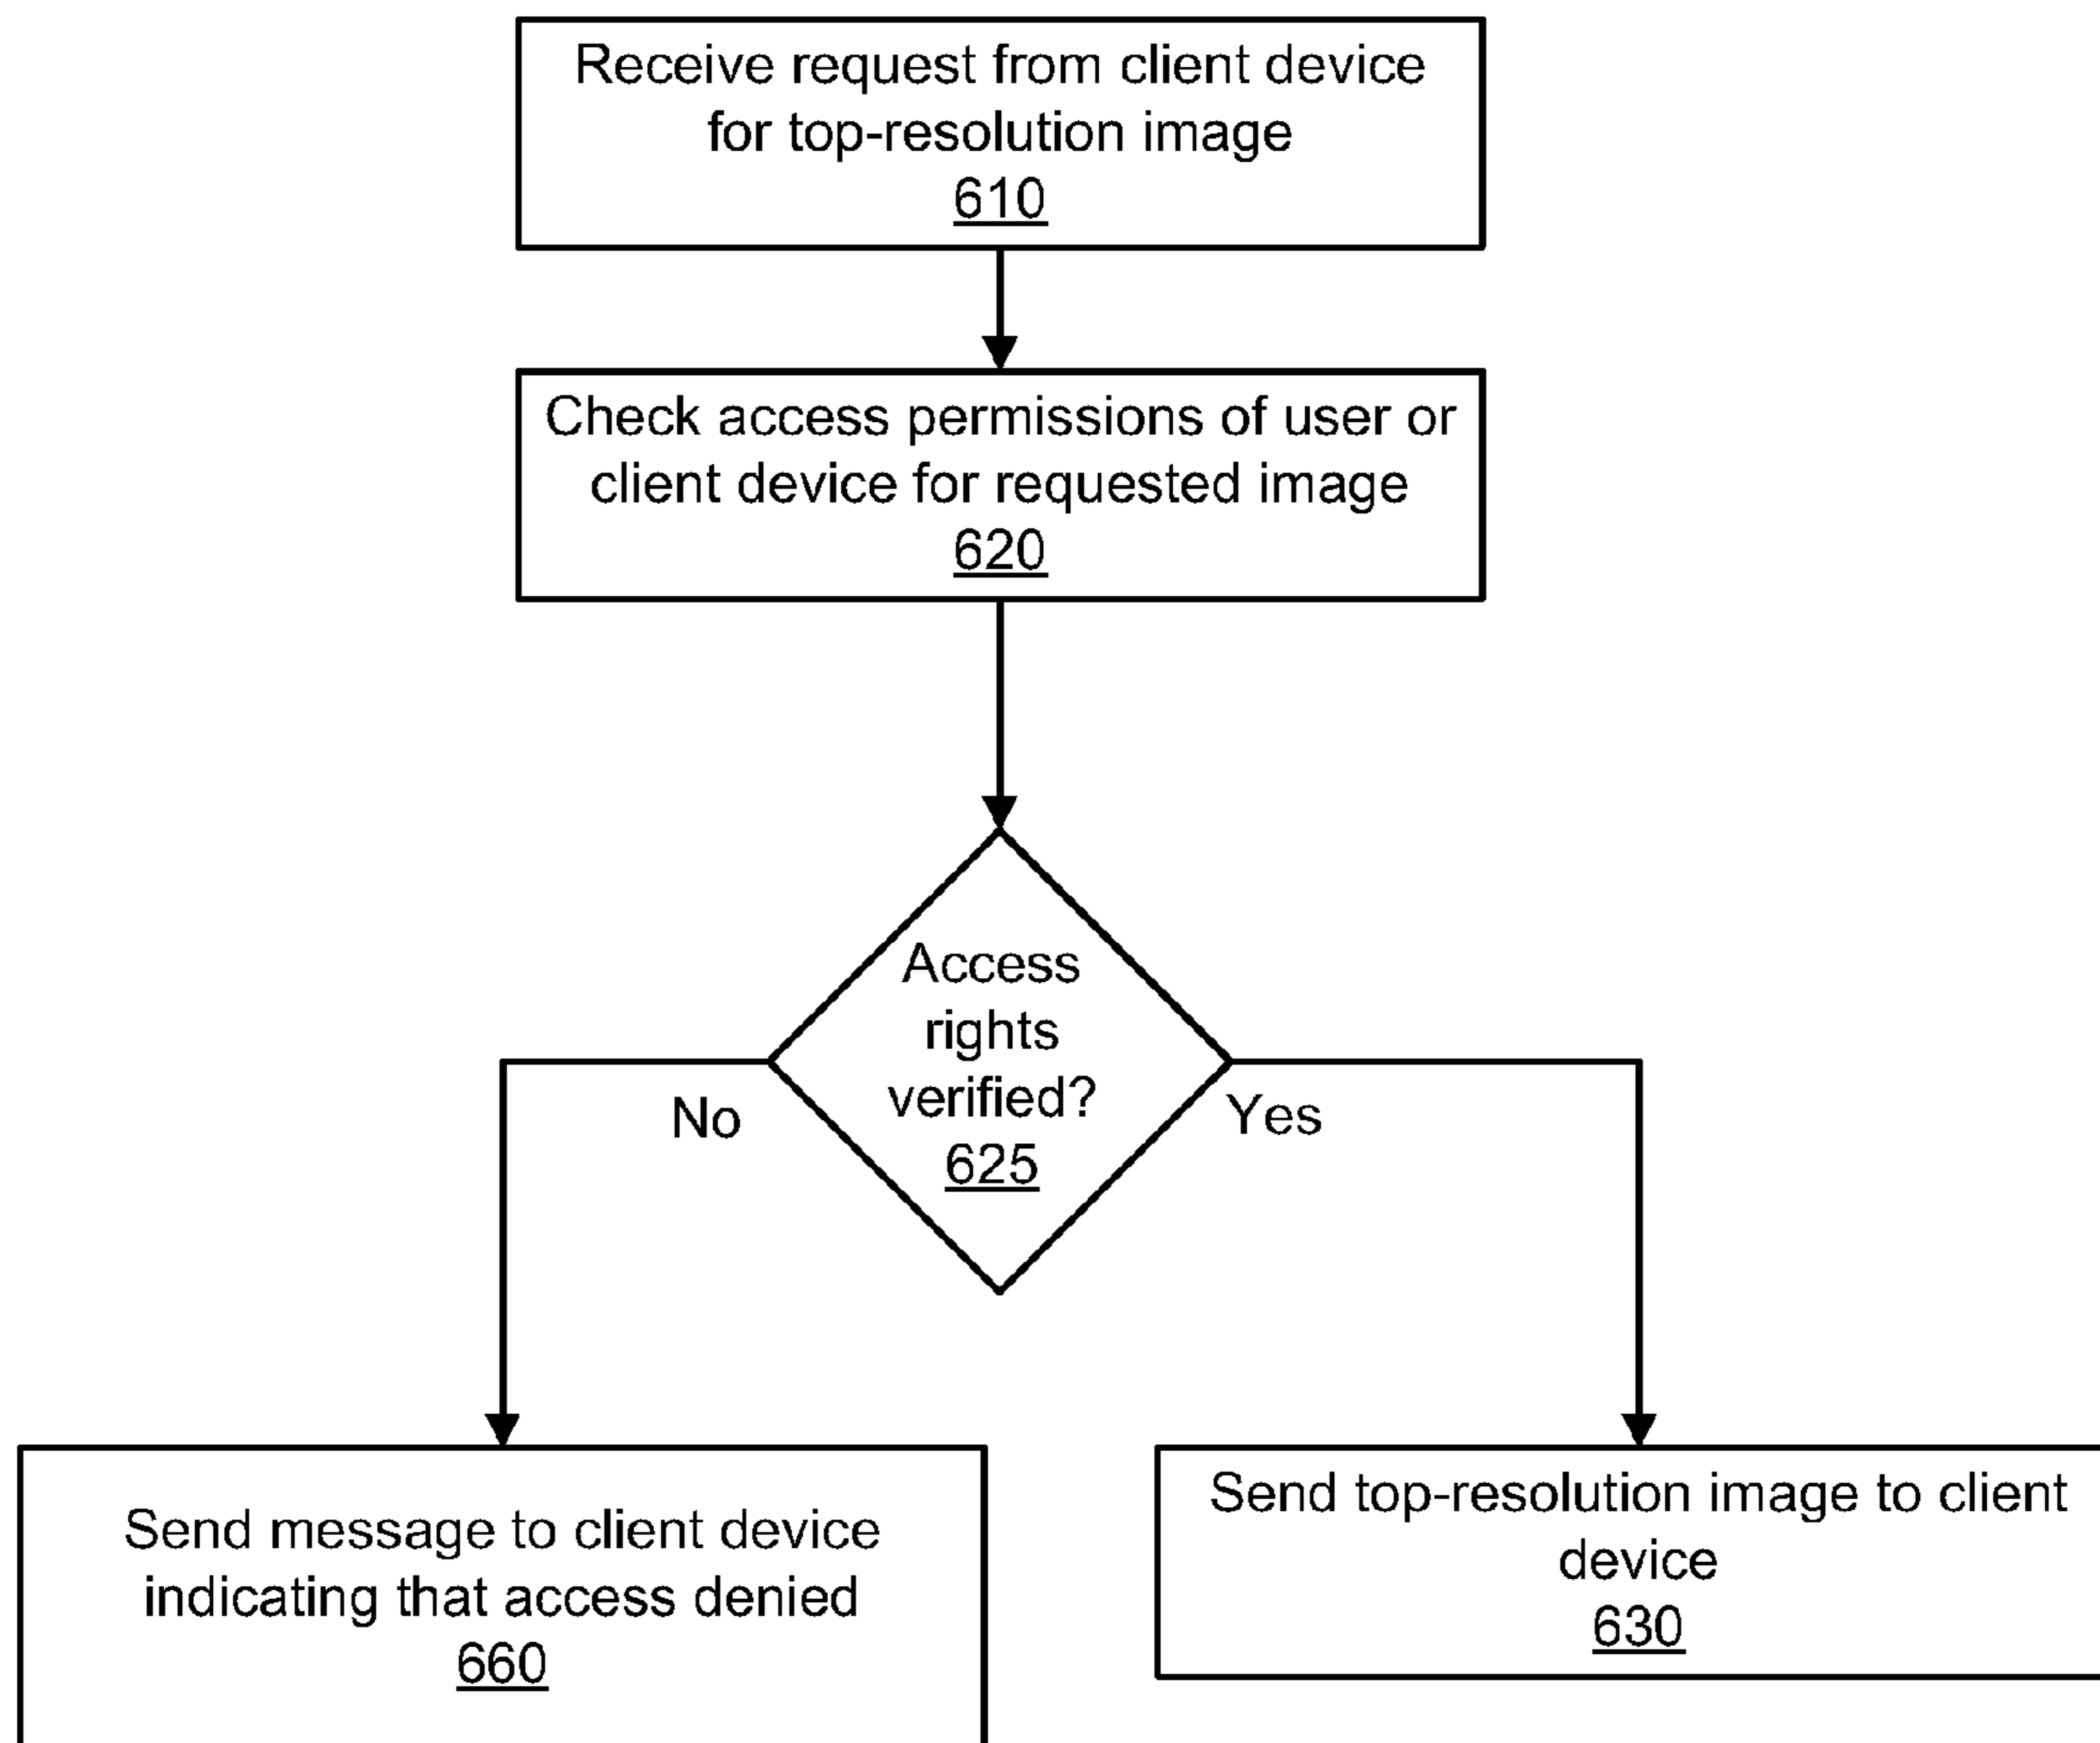 Receive request from client device
for top-resolution image
610
Check access permissions of user or
client device for requested image
620
Access
rights
verified?
625
No
Yes
Send message to client device
indicating that access denied
660
Send top-resolution image to client
device
630